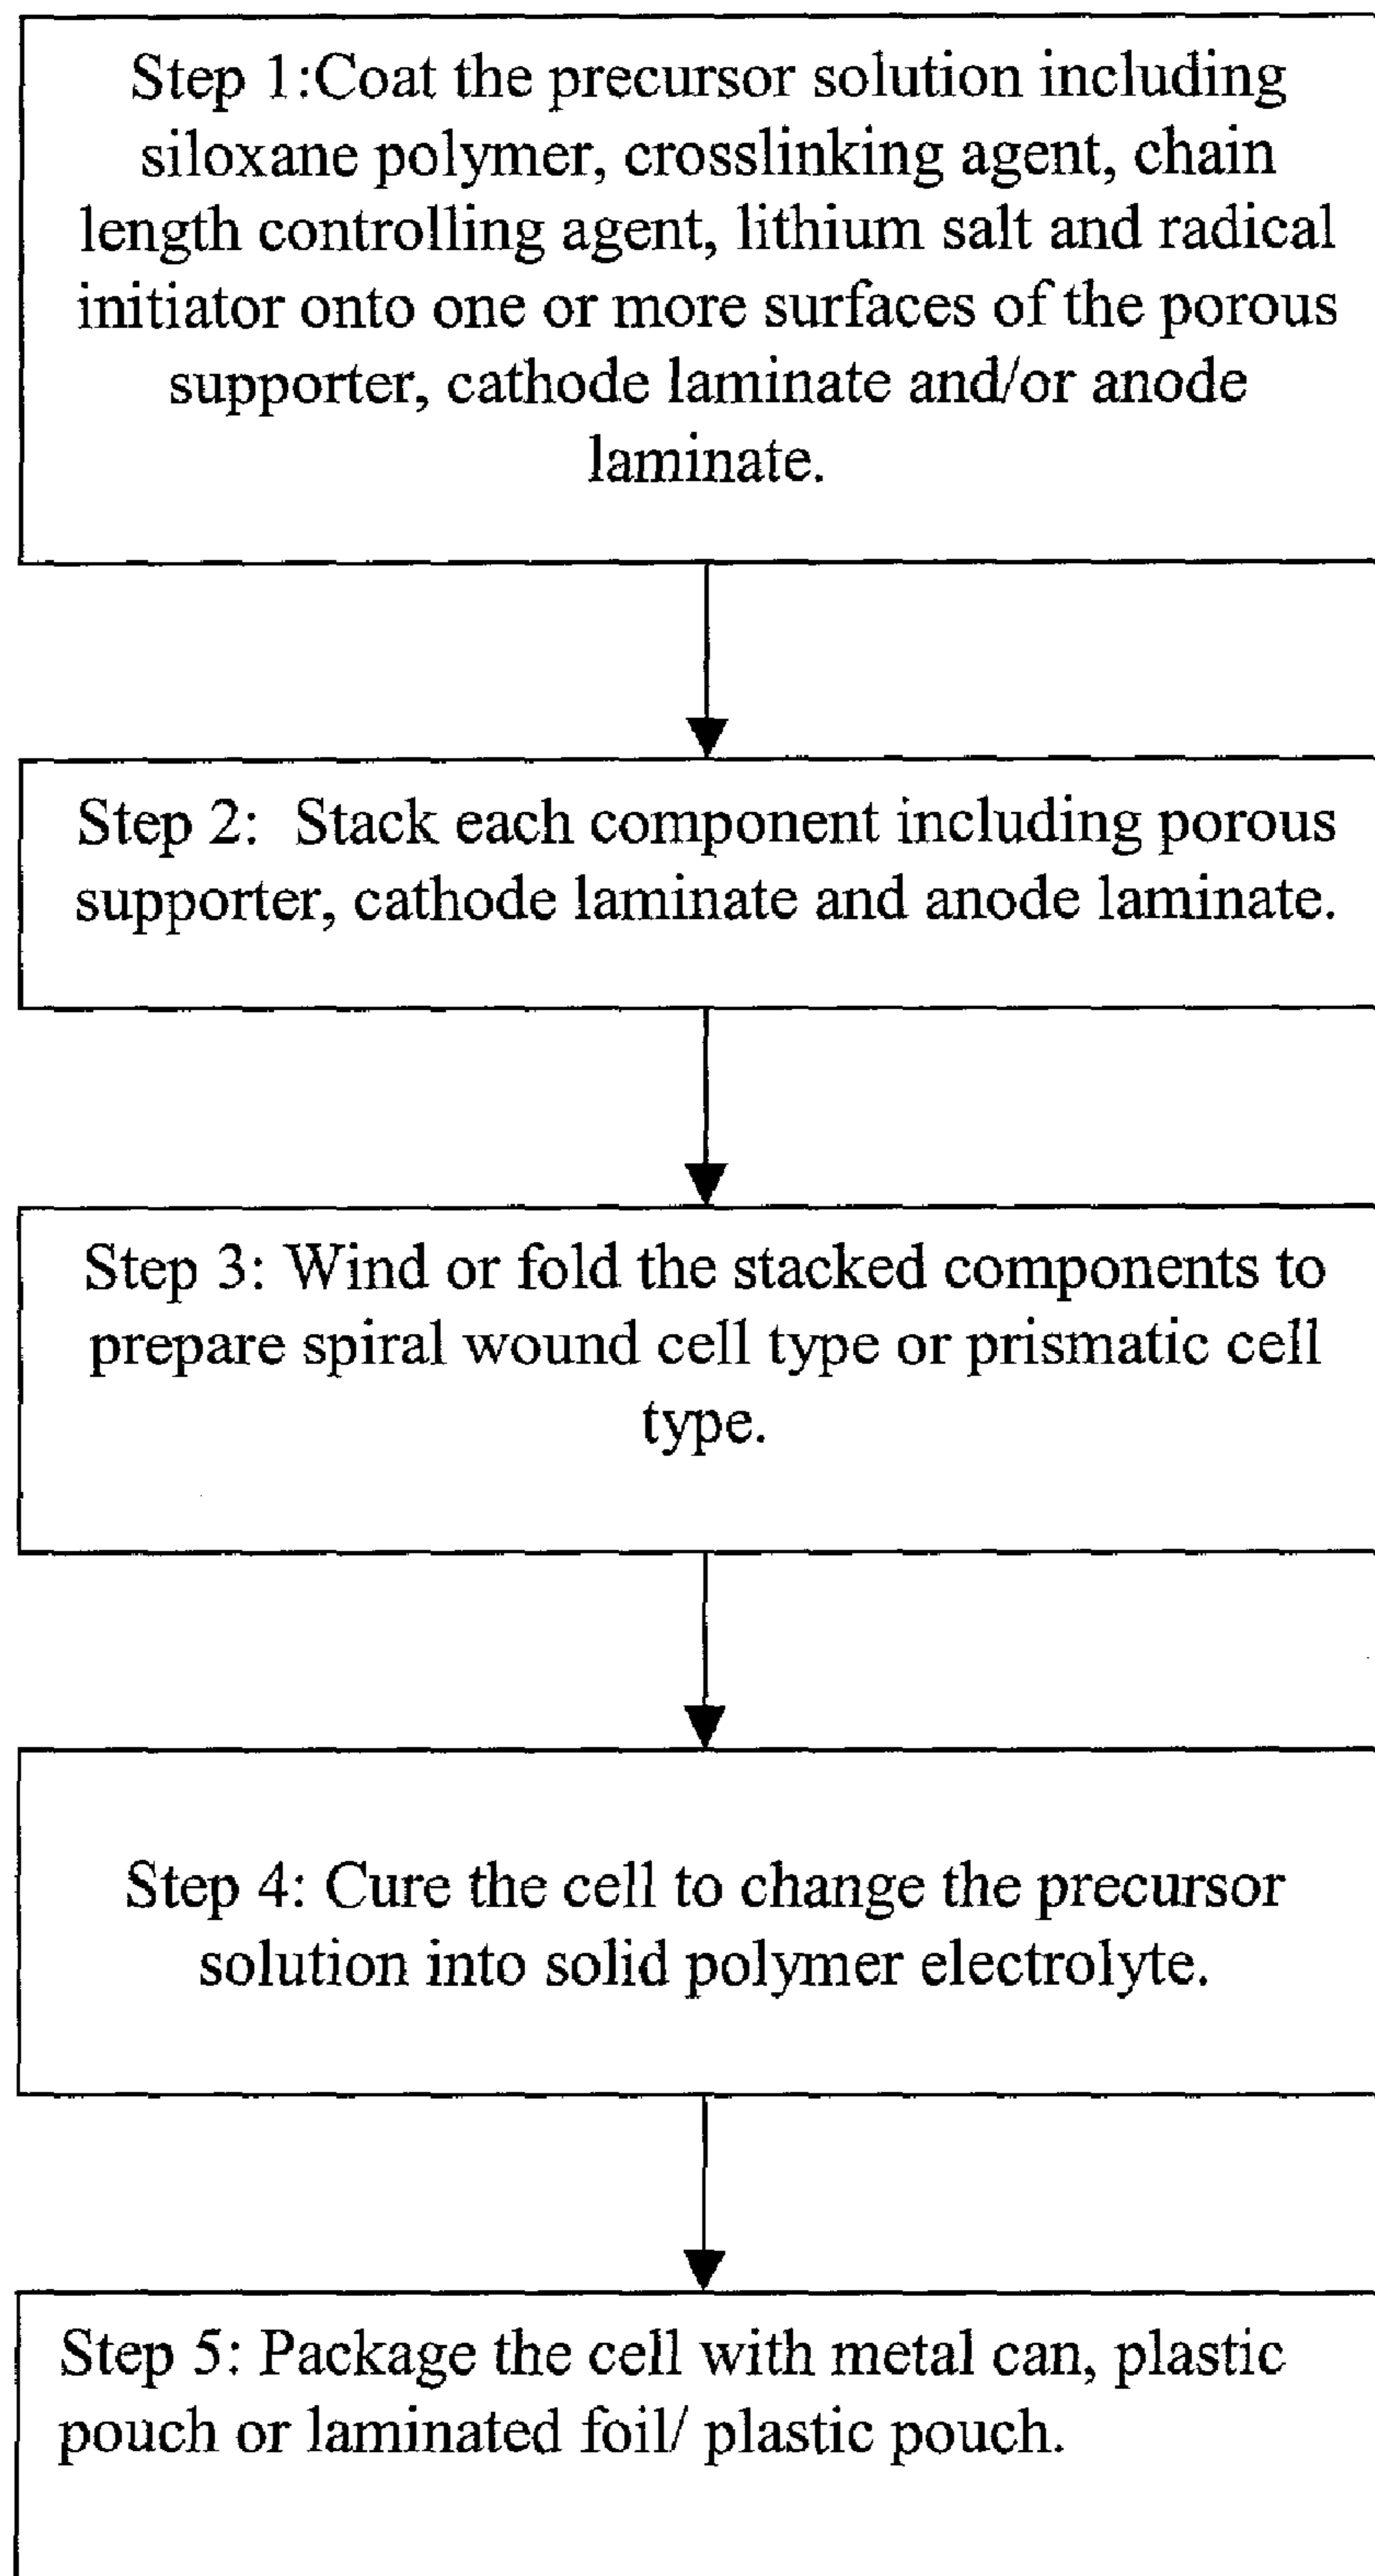 Step 1:Coat the precursor solution including
siloxane polymer, crosslinking agent, chain
length controlling agent, lithium salt and radical
initiator onto one or more surfaces of the porous
supporter, cathode laminate and/or anode
laminate.
Step 2: Stack each component including porous
supporter, cathode laminate and anode laminate.
Step 3: Wind or fold the stacked components to
prepare spiral wound cell type or prismatic cell
type.
Step 4: Cure the cell to change the precursor
solution into solid polymer electrolyte.
Step 5: Package the cell with metal can, plastic
pouch or laminated foil/ plastic pouch.